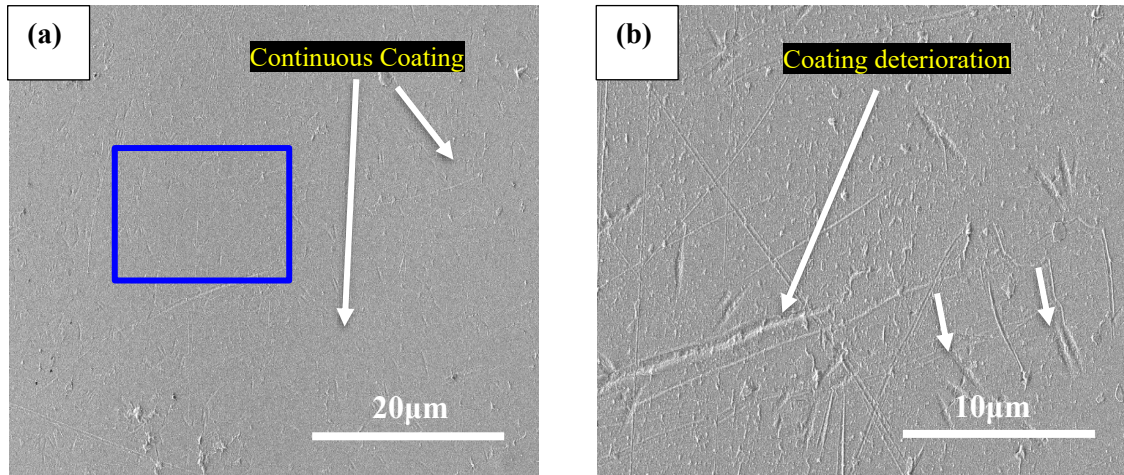 (a)
Continuous Coating
20μm
(b)
Coating deterioration
10μm